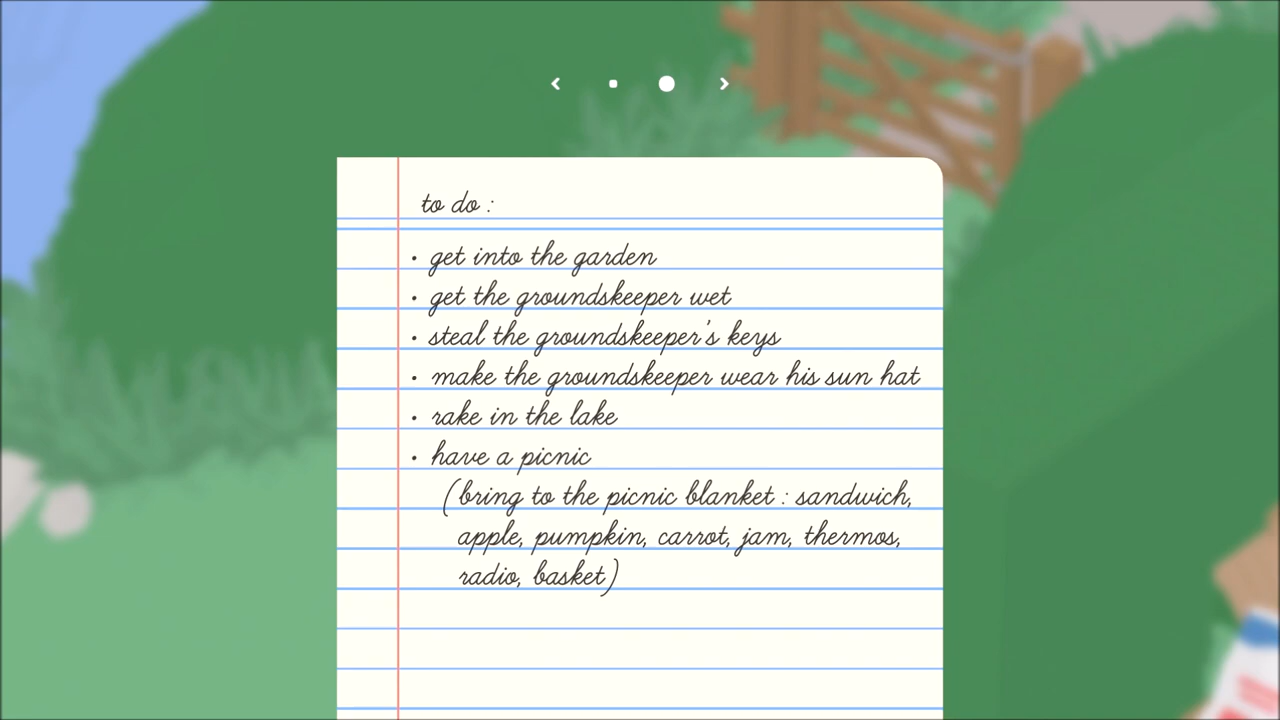 to do :
• get into the garden
• get the groundskeeper wet
• steal the groundskeeper's keys
• make the groundskeeper wear his sun hat
• rake in the lake
• have a picnic
(bring to the picnic blanket : sandwich,
apple, pumpkin, carrot, jam, thermos,
radio, basket)